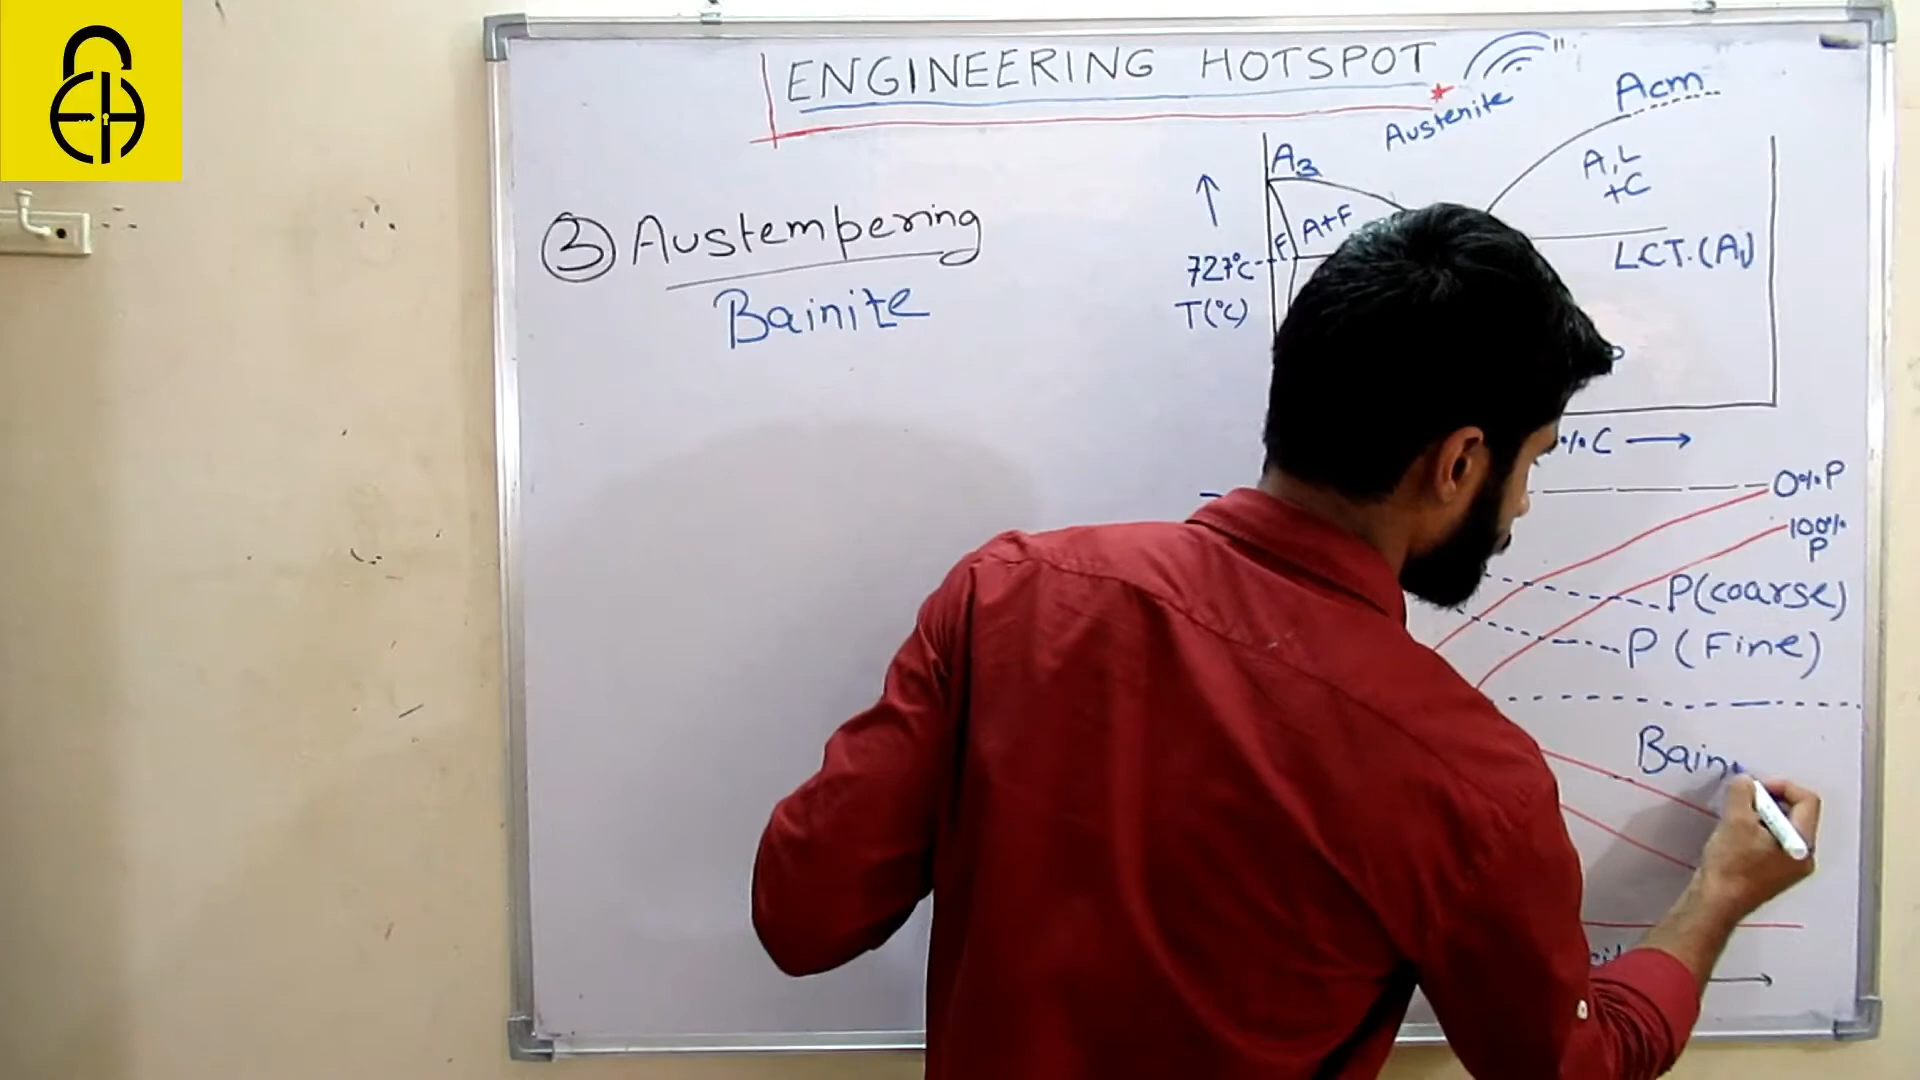 ENGINEERING HOTSPOT
Austenite
Acm
③ Austempering
Bainite
A3
A+F
F
A, L
+C
727°C
T(°C)
LCT. (A1)
%C
0% P
100%
P
P (coarse)
P (Fine)
Bain